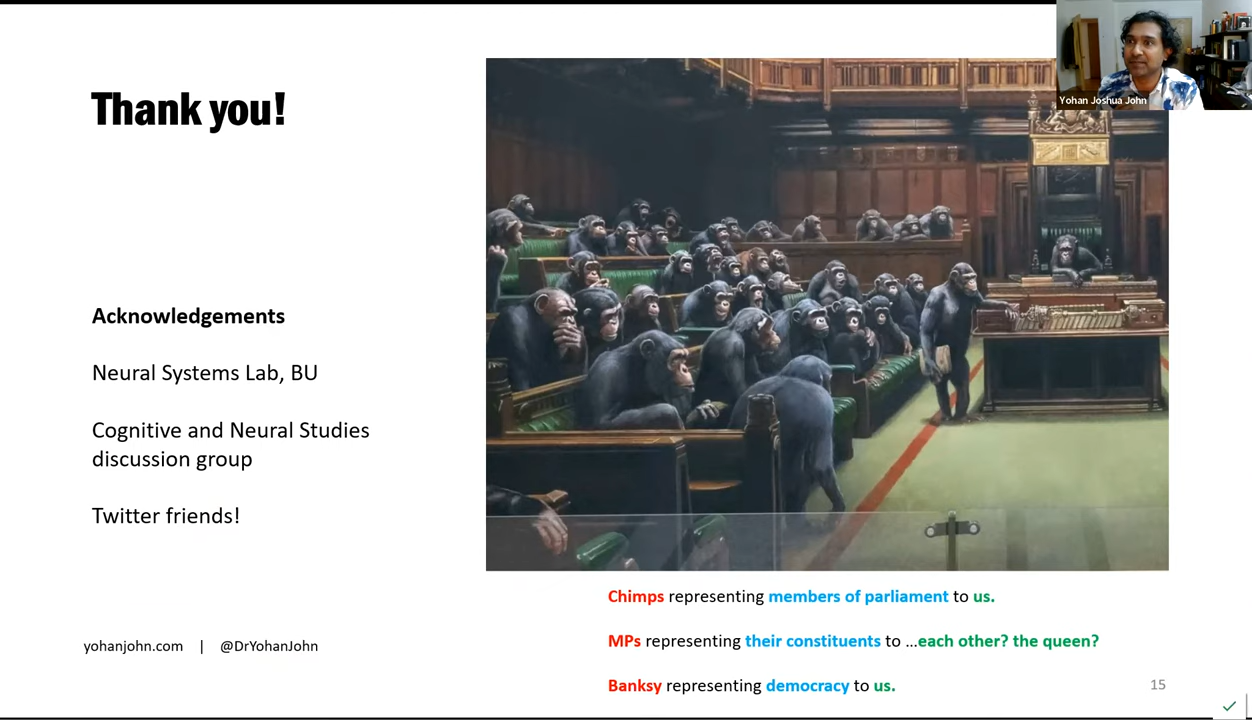 Thank you!
Yohan Joshua John
Acknowledgements
Neural Systems Lab, BU
Cognitive and Neural Studies
discussion group
Twitter friends!
Chimps representing members of parliament to us.
MPs representing their constituents to ...each other? the queen?
Banksy representing democracy to us.
yohanjohn.com | @DrYohanJohn
15